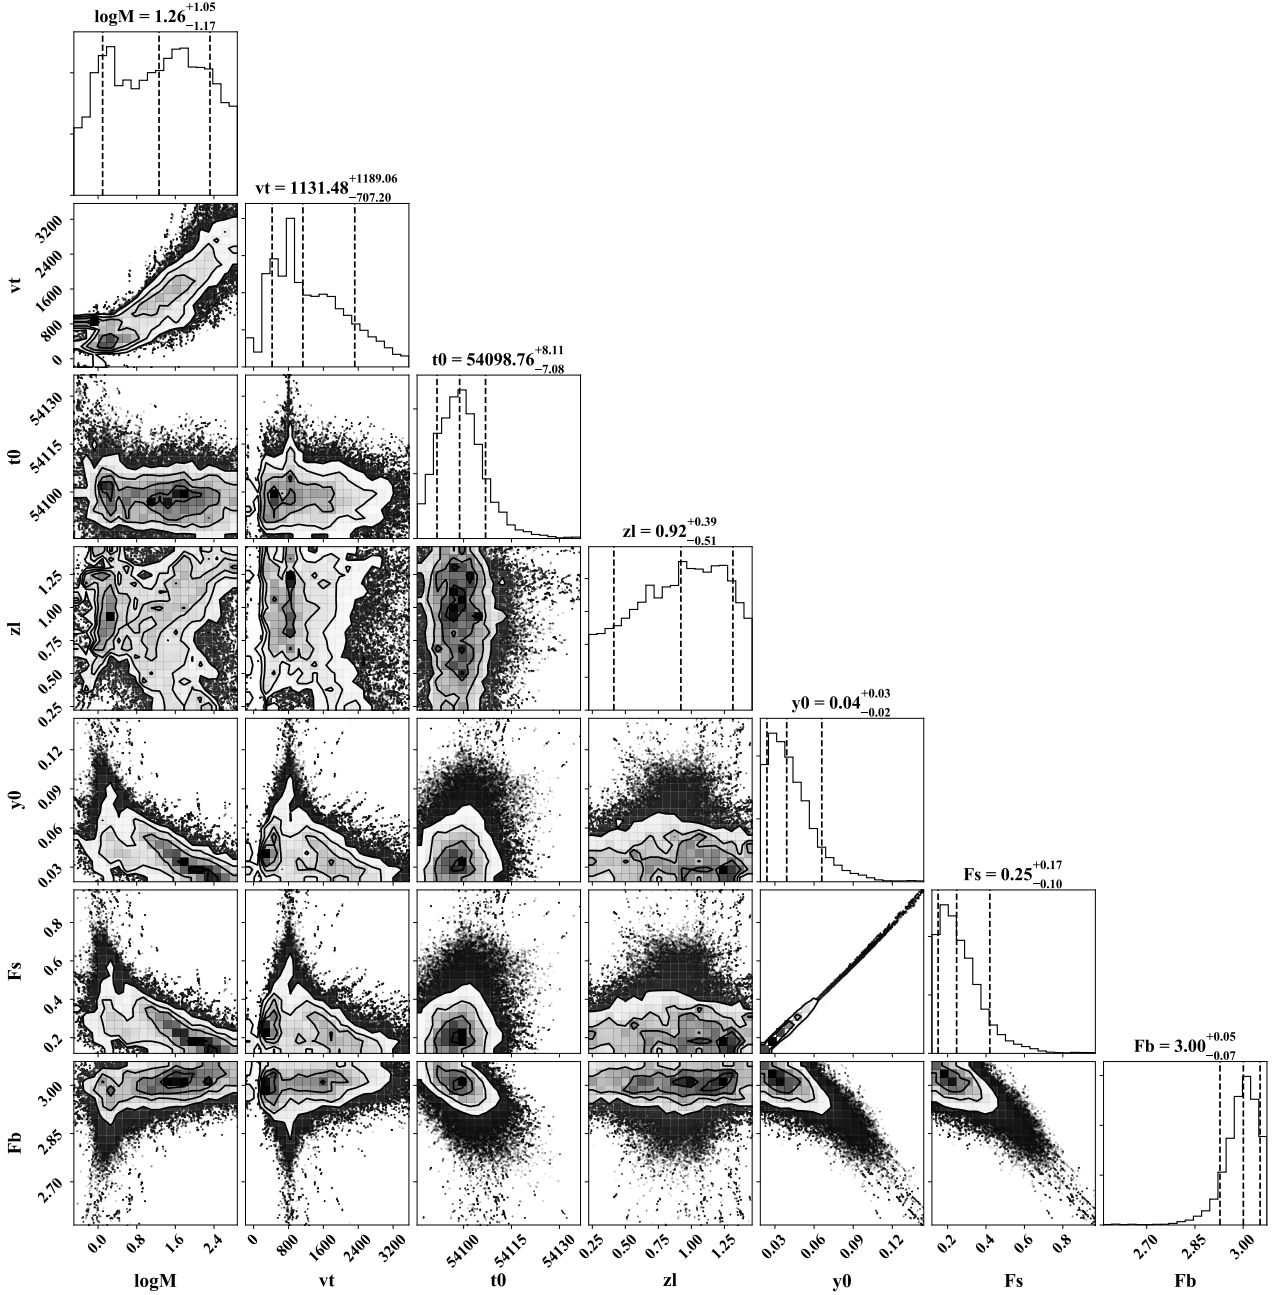 logM = 1.26+1.05−1.17
vt = 1131.48+1189.06−707.20
3200
2400
1600
800
0
vt
t0 = 54098.76+8.11−7.08
54130
54115
54100
t0
zl = 0.92+0.39−0.51
1.25
1.00
0.75
0.50
0.25
zl
y0 = 0.04+0.03−0.02
0.12
0.09
0.06
0.03
y0
Fs = 0.25+0.17−0.10
0.8
0.6
0.4
0.2
Fs
Fb = 3.00+0.05−0.07
3.00
2.85
2.70
Fb
0.0 0.8 1.6 2.4 0 800 1600 2400 3200 54100 54115 54130 0.25 0.50 0.75 1.00 1.25 0.03 0.06 0.09 0.12 0.2 0.4 0.6 0.8 2.70 2.85 3.00
logM vt t0 zl y0 Fs Fb